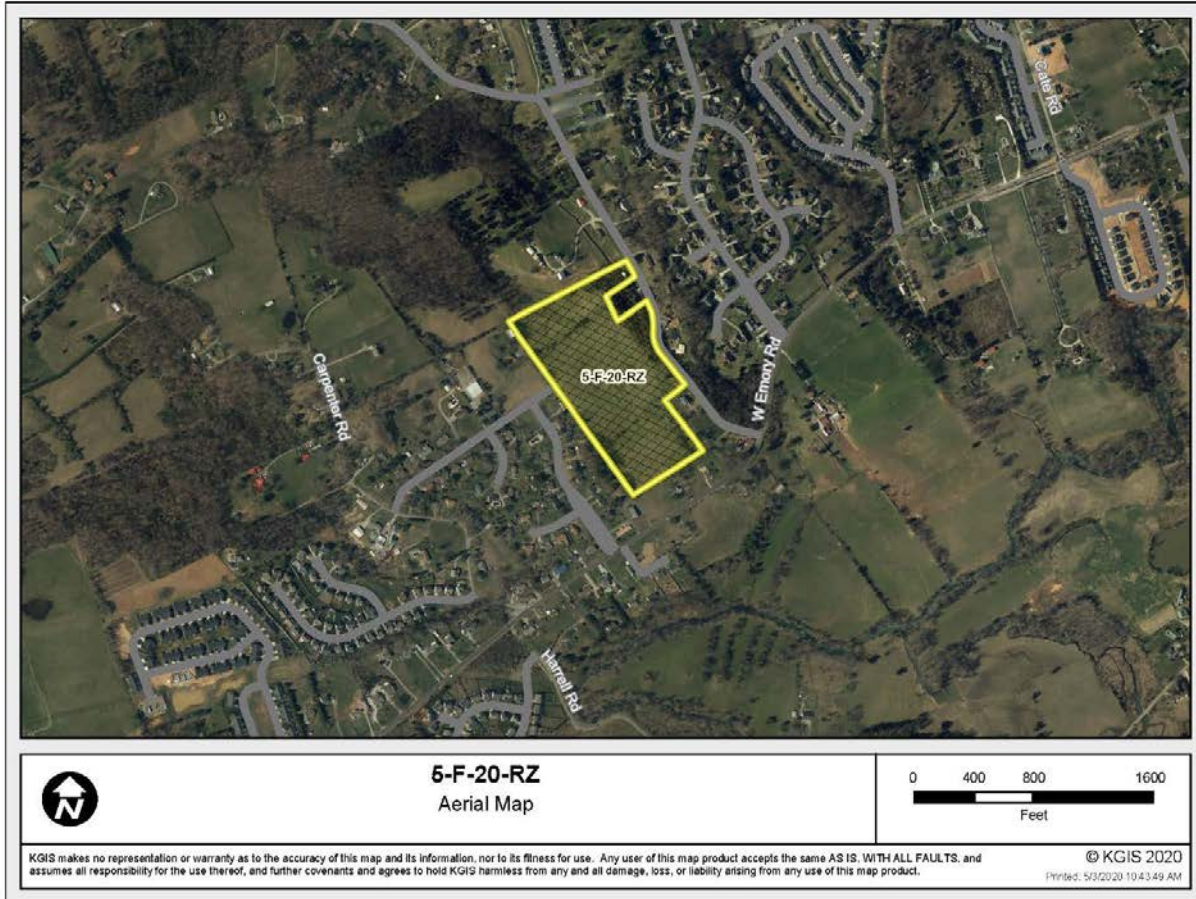 Cate Rd
5-F-20-RZ
W Emory Rd
Carpenter Rd
Harrell Rd
N
5-F-20-RZ
Aerial Map
0 400 800 1600
Feet
KGIS makes no representation or warranty as to the accuracy of this map and its information, nor to its fitness for use. Any user of this map product accepts the same AS IS, WITH ALL FAULTS, and
assumes all responsibility for the use thereof, and further covenants and agrees to hold KGIS harmless from any and all damage, loss, or liability arising from any use of this map product.
© KGIS 2020
Printed: 5/3/2020 10:43:49 AM